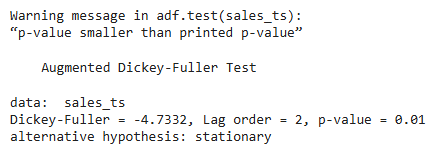 Warning message in adf.test(sales_ts):
“p-value smaller than printed p-value”
Augmented Dickey-Fuller Test
data:  sales_ts
Dickey-Fuller = -4.7332, Lag order = 2, p-value = 0.01
alternative hypothesis: stationary